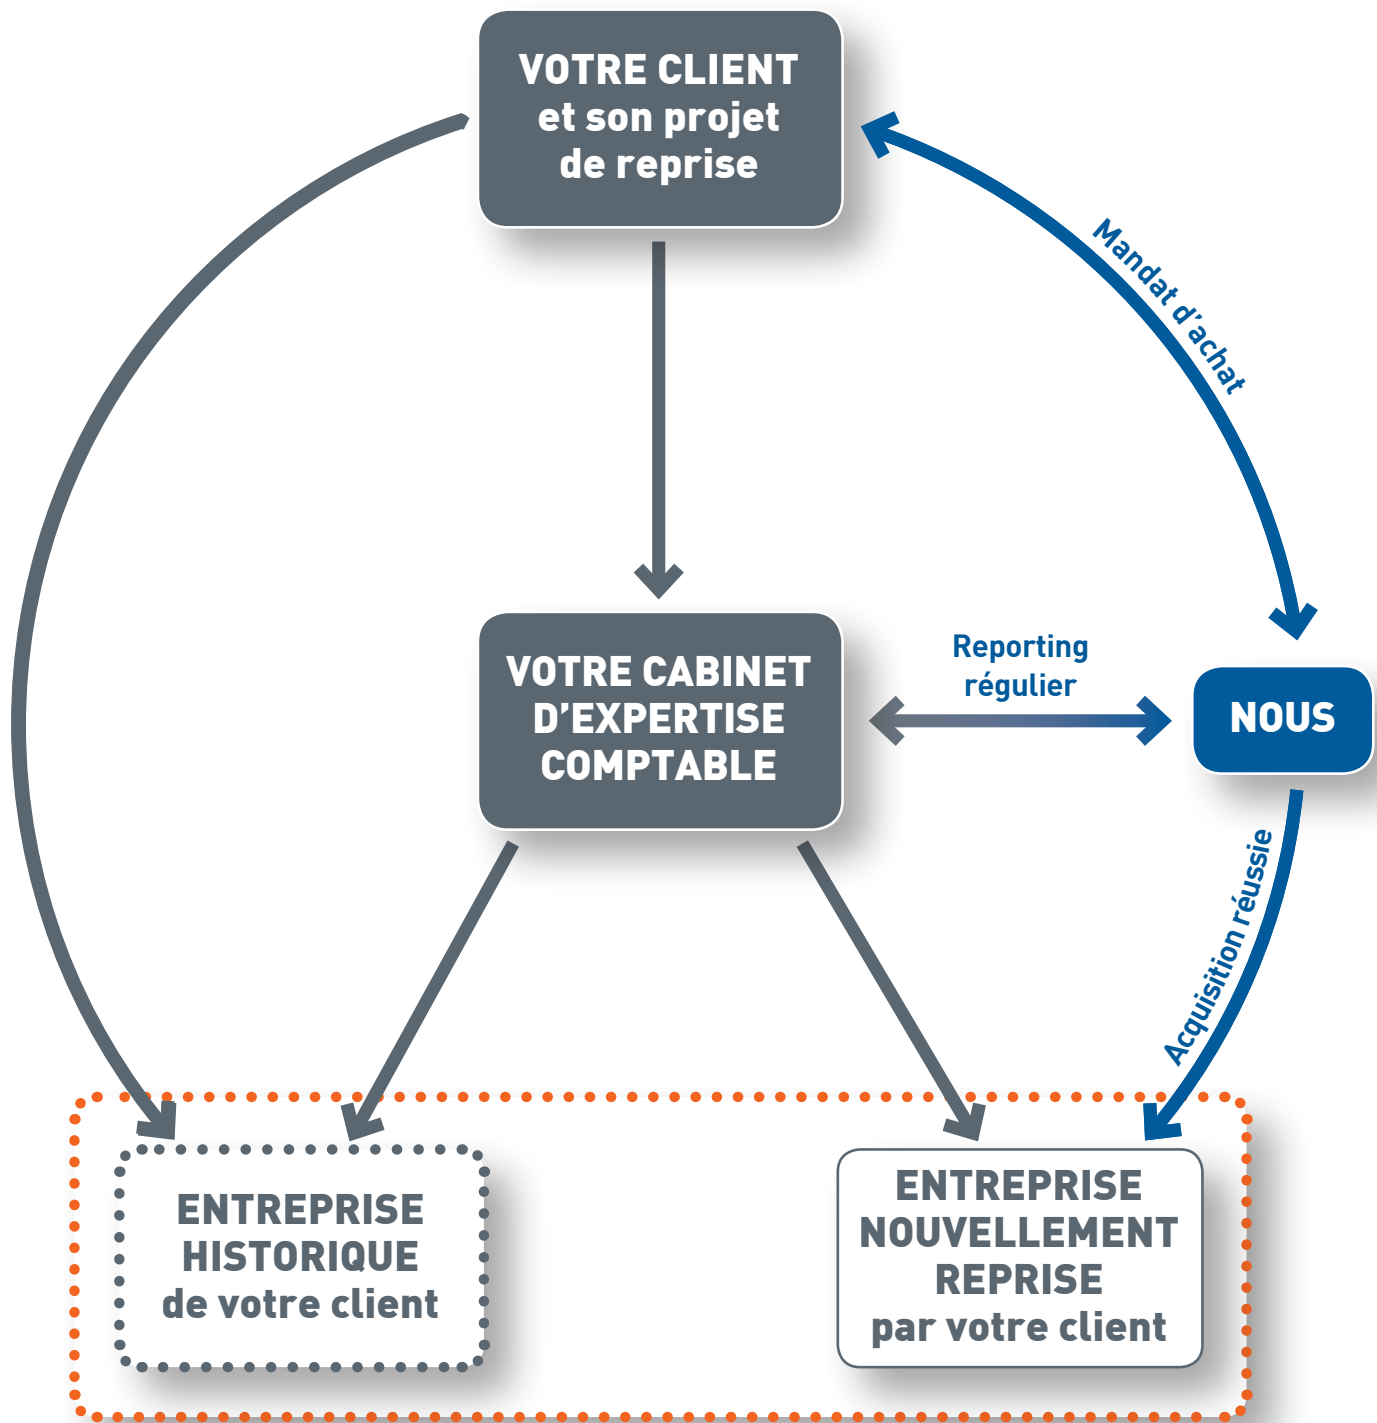 VOTRE CLIENT
et son projet
de reprise
Mandat d’achat
VOTRE CABINET
D’EXPERTISE
COMPTABLE
Reporting
régulier
NOUS
Acquisition réussie
ENTREPRISE
HISTORIQUE
de votre client
ENTREPRISE
NOUVELLEMENT
REPRISE
par votre client